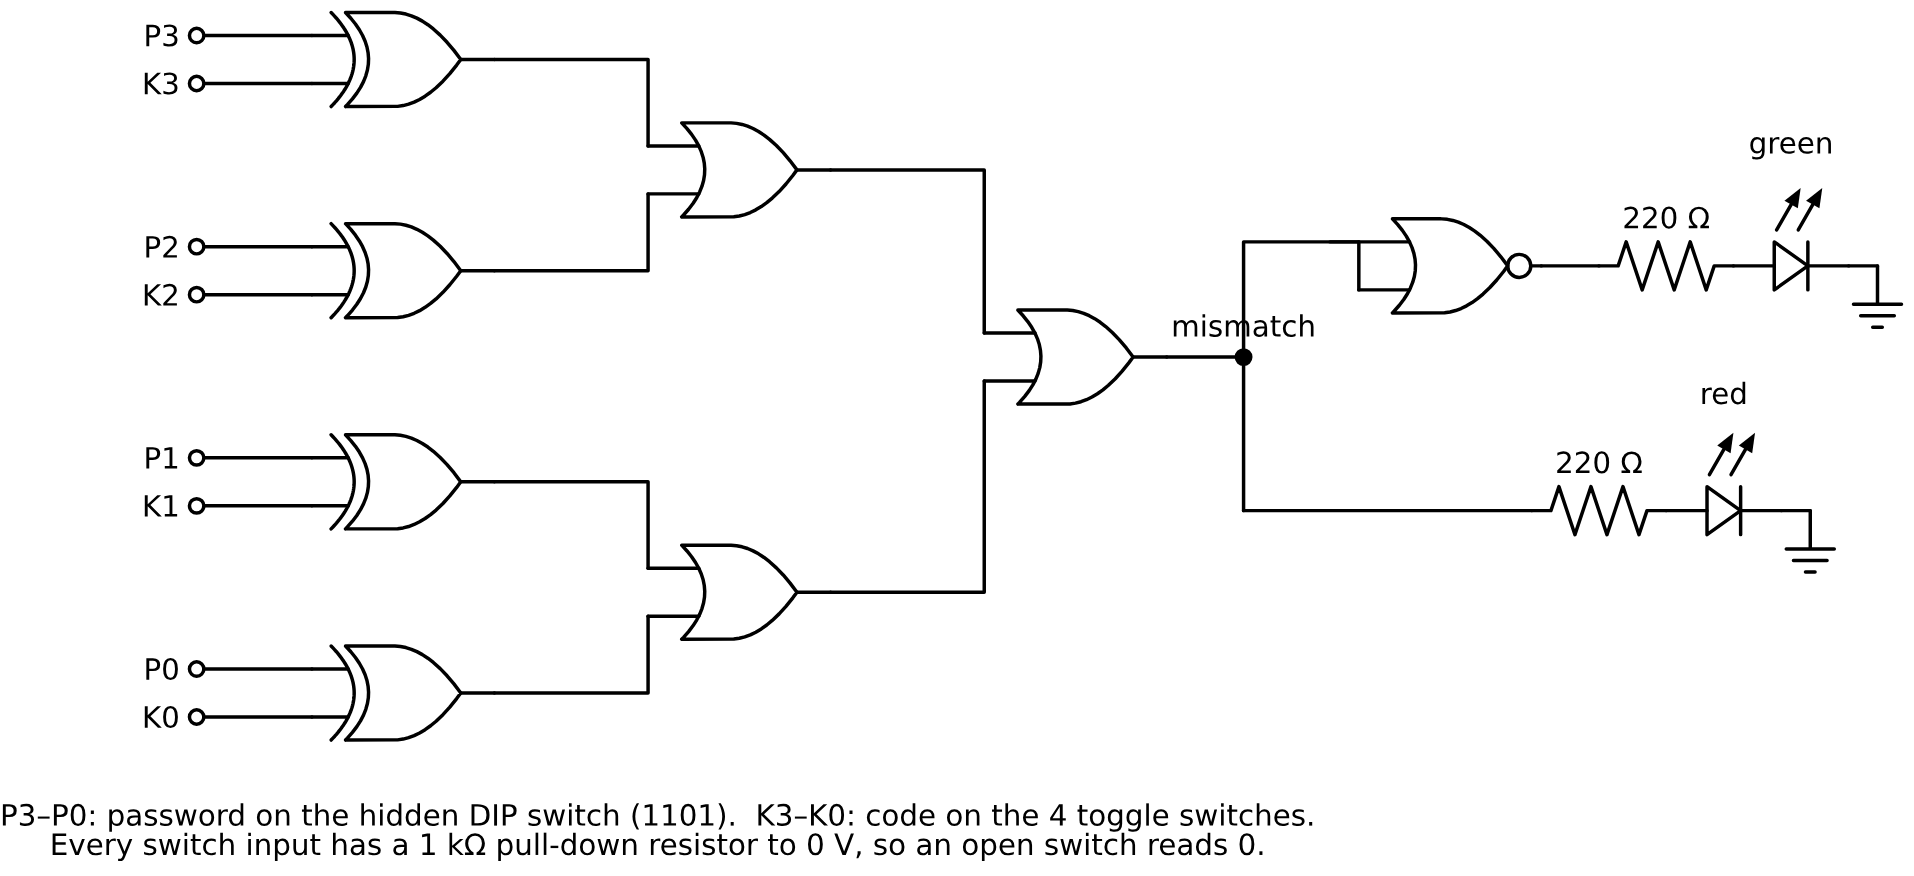 P3
K3
P2
K2
P1
K1
P0
K0
mismatch
green
220 Ω
red
220 Ω
P3–P0: password on the hidden DIP switch (1101).  K3–K0: code on the 4 toggle switches.
Every switch input has a 1 kΩ pull-down resistor to 0 V, so an open switch reads 0.